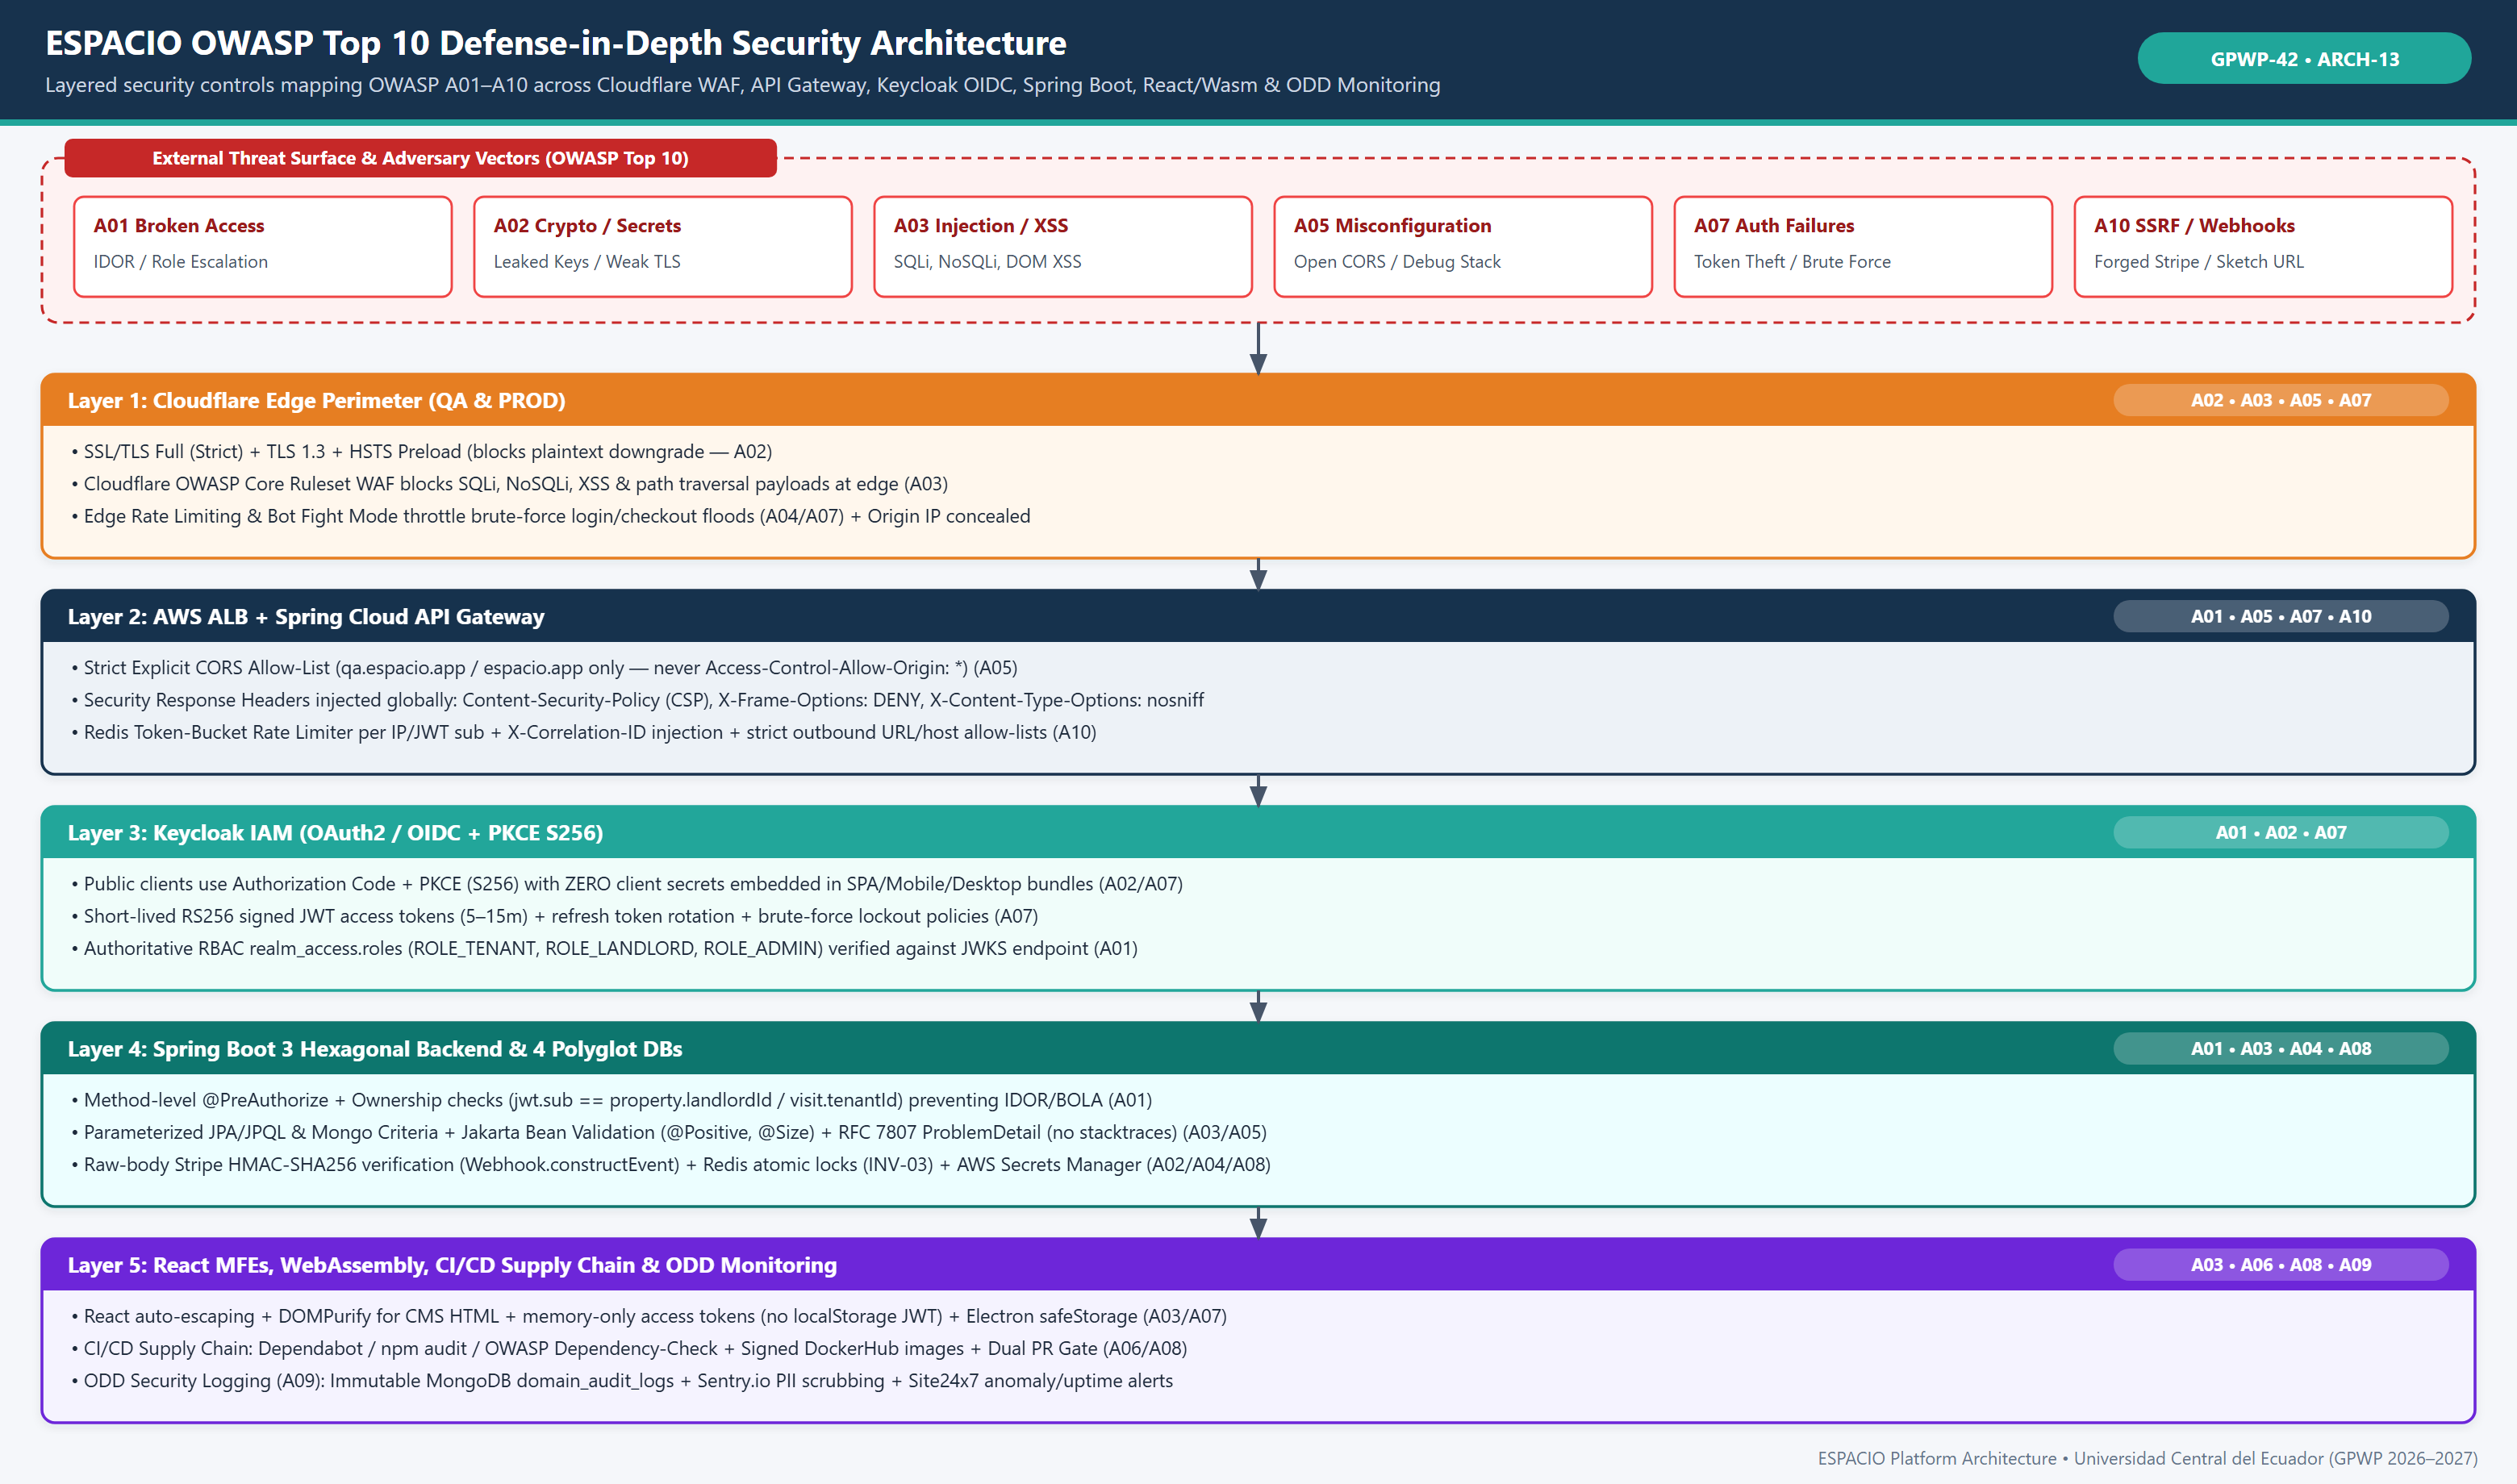 ESPACIO OWASP Top 10 Defense-in-Depth Security Architecture
Layered security controls mapping OWASP A01–A10 across Cloudflare WAF, API Gateway, Keycloak OIDC, Spring Boot, React/Wasm & ODD Monitoring
GPWP-42 • ARCH-13
External Threat Surface & Adversary Vectors (OWASP Top 10)
A01 Broken Access
IDOR / Role Escalation
A02 Crypto / Secrets
Leaked Keys / Weak TLS
A03 Injection / XSS
SQLi, NoSQLi, DOM XSS
A05 Misconfiguration
Open CORS / Debug Stack
A07 Auth Failures
Token Theft / Brute Force
A10 SSRF / Webhooks
Forged Stripe / Sketch URL
Layer 1: Cloudflare Edge Perimeter (QA & PROD)
A02 • A03 • A05 • A07
• SSL/TLS Full (Strict) + TLS 1.3 + HSTS Preload (blocks plaintext downgrade — A02)
• Cloudflare OWASP Core Ruleset WAF blocks SQLi, NoSQLi, XSS & path traversal payloads at edge (A03)
• Edge Rate Limiting & Bot Fight Mode throttle brute-force login/checkout floods (A04/A07) + Origin IP concealed
Layer 2: AWS ALB + Spring Cloud API Gateway
A01 • A05 • A07 • A10
• Strict Explicit CORS Allow-List (qa.espacio.app / espacio.app only — never Access-Control-Allow-Origin: *) (A05)
• Security Response Headers injected globally: Content-Security-Policy (CSP), X-Frame-Options: DENY, X-Content-Type-Options: nosniff
• Redis Token-Bucket Rate Limiter per IP/JWT sub + X-Correlation-ID injection + strict outbound URL/host allow-lists (A10)
Layer 3: Keycloak IAM (OAuth2 / OIDC + PKCE S256)
A01 • A02 • A07
• Public clients use Authorization Code + PKCE (S256) with ZERO client secrets embedded in SPA/Mobile/Desktop bundles (A02/A07)
• Short-lived RS256 signed JWT access tokens (5–15m) + refresh token rotation + brute-force lockout policies (A07)
• Authoritative RBAC realm_access.roles (ROLE_TENANT, ROLE_LANDLORD, ROLE_ADMIN) verified against JWKS endpoint (A01)
Layer 4: Spring Boot 3 Hexagonal Backend & 4 Polyglot DBs
A01 • A03 • A04 • A08
• Method-level @PreAuthorize + Ownership checks (jwt.sub == property.landlordId / visit.tenantId) preventing IDOR/BOLA (A01)
• Parameterized JPA/JPQL & Mongo Criteria + Jakarta Bean Validation (@Positive, @Size) + RFC 7807 ProblemDetail (no stacktraces) (A03/A05)
• Raw-body Stripe HMAC-SHA256 verification (Webhook.constructEvent) + Redis atomic locks (INV-03) + AWS Secrets Manager (A02/A04/A08)
Layer 5: React MFEs, WebAssembly, CI/CD Supply Chain & ODD Monitoring
A03 • A06 • A08 • A09
• React auto-escaping + DOMPurify for CMS HTML + memory-only access tokens (no localStorage JWT) + Electron safeStorage (A03/A07)
• CI/CD Supply Chain: Dependabot / npm audit / OWASP Dependency-Check + Signed DockerHub images + Dual PR Gate (A06/A08)
• ODD Security Logging (A09): Immutable MongoDB domain_audit_logs + Sentry.io PII scrubbing + Site24x7 anomaly/uptime alerts
ESPACIO Platform Architecture • Universidad Central del Ecuador (GPWP 2026–2027)